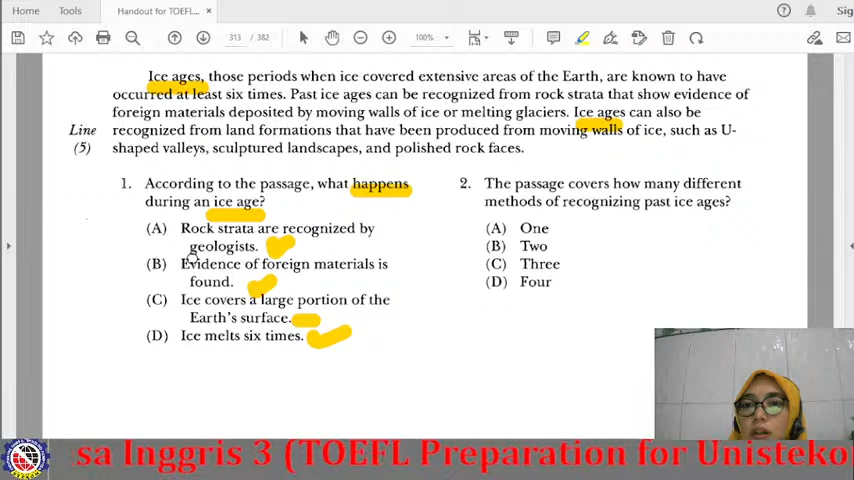 Home Tools Handout for TOEFL... × Sig
313 / 382 100%
Ice ages, those periods when ice covered extensive areas of the Earth, are known to have
occurred at least six times. Past ice ages can be recognized from rock strata that show evidence of
foreign materials deposited by moving walls of ice or melting glaciers. Ice ages can also be
Line recognized from land formations that have been produced from moving walls of ice, such as U-
(5) shaped valleys, sculptured landscapes, and polished rock faces.
1. According to the passage, what happens
during an ice age?
(A) Rock strata are recognized by
geologists.
(B) Evidence of foreign materials is
found.
(C) Ice covers a large portion of the
Earth's surface.
(D) Ice melts six times.
2. The passage covers how many different
methods of recognizing past ice ages?
(A) One
(B) Two
(C) Three
(D) Four
sa Inggris 3 (TOEFL Preparation for Unisteko